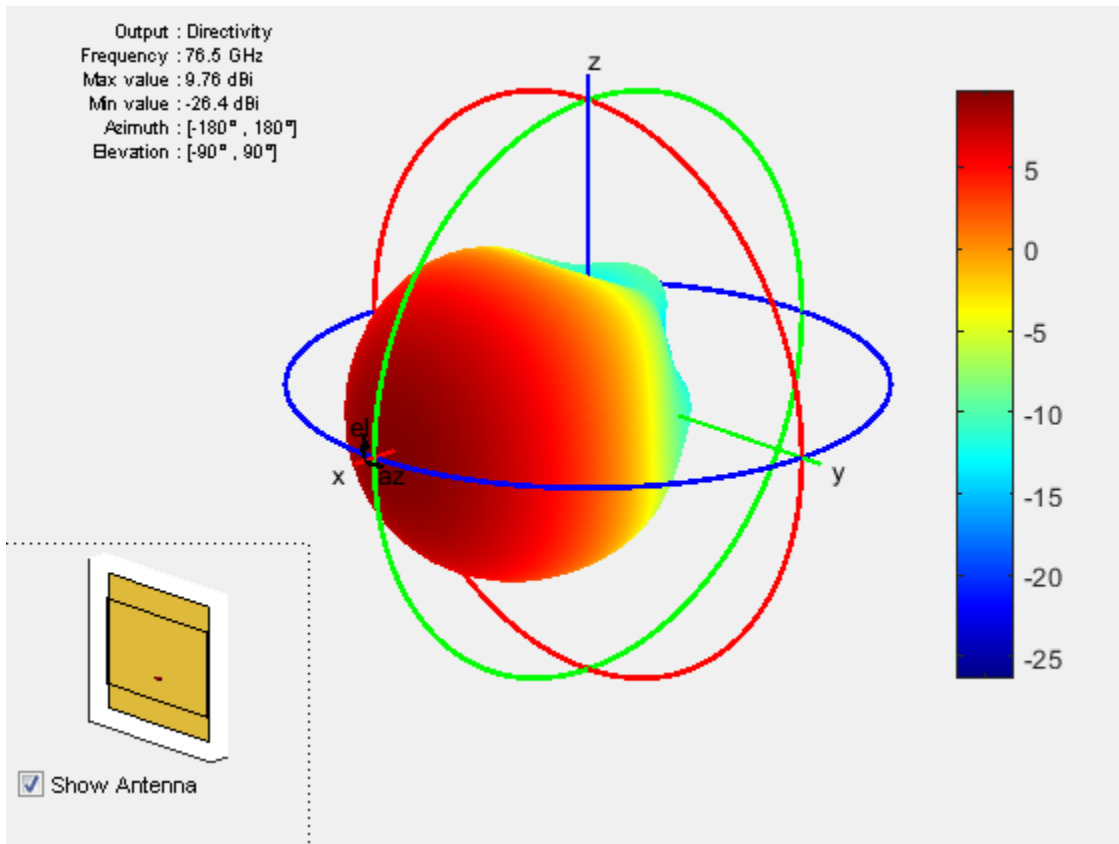 Output : Directivity
Frequency : 76.5 GHz
Max value : 9.76 dBi
Min value : -26.4 dBi
Azimuth : [-180° , 180°]
Elevation : [-90° , 90°]
z
5
0
-5
-10
-15
-20
-25
el
x
az
y
Show Antenna